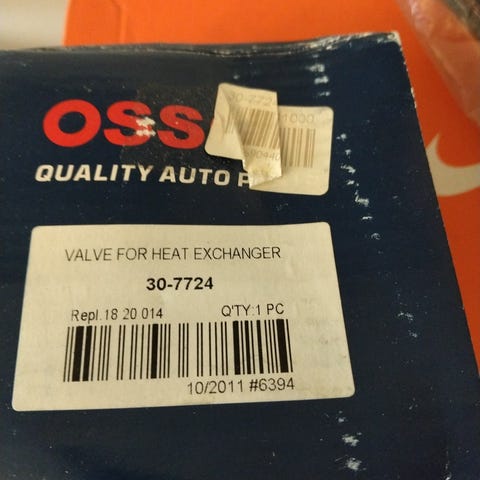 OSS
QUALITY AUTO P
VALVE FOR HEAT EXCHANGER
30-7724
Repl.18 20 014 Q'TY:1 PC
10/2011 #6394